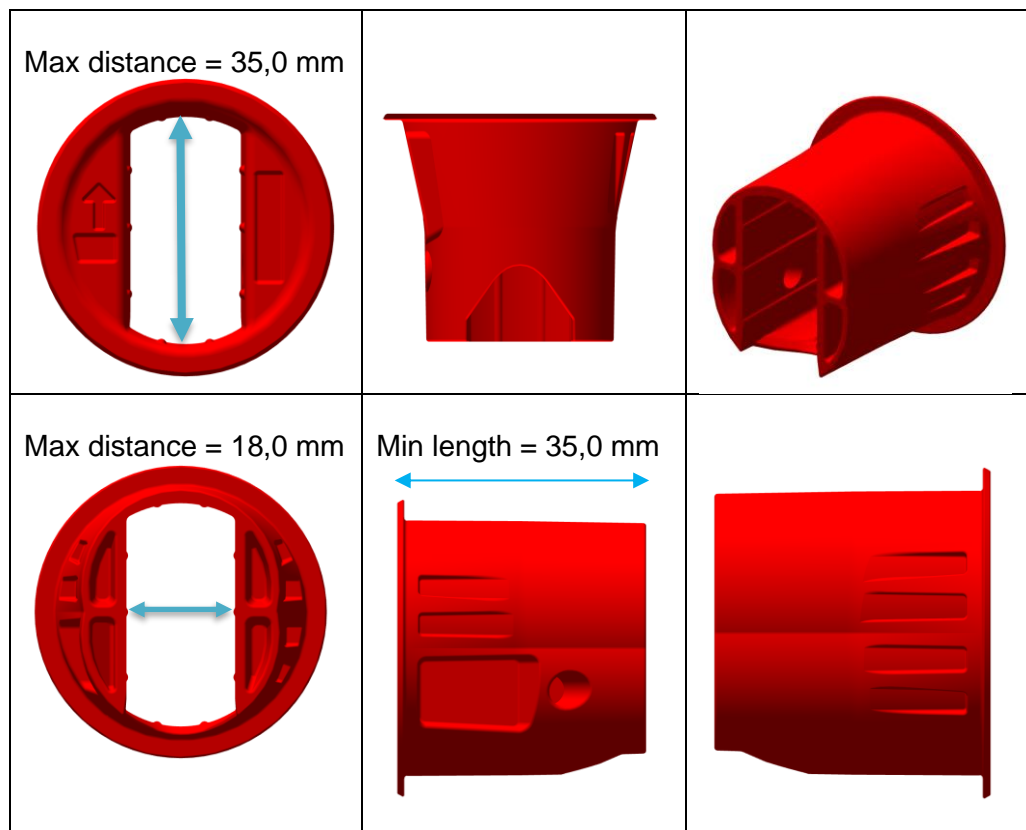 Max distance = 35,0 mm
Max distance = 18,0 mm
Min length = 35,0 mm